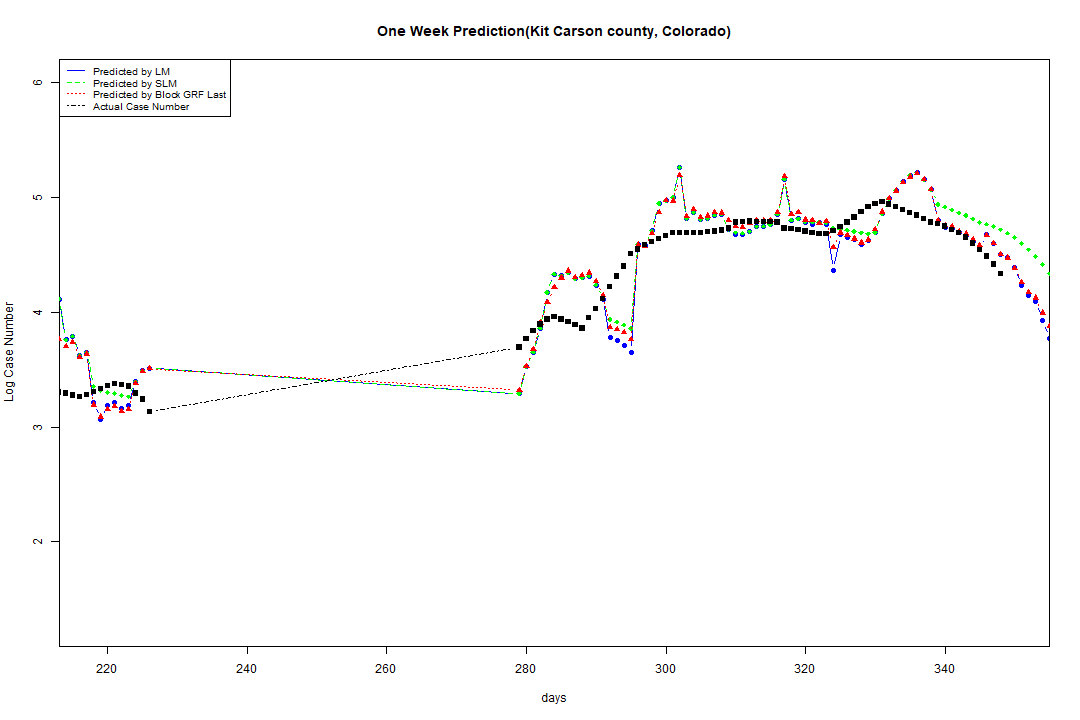 One Week Prediction(Kit Carson county, Colorado)
Predicted by LM
Predicted by SLM
Predicted by Block GRF Last
Actual Case Number
6
5
4
3
2
Log Case Number
220 240 260 280 300 320 340
days